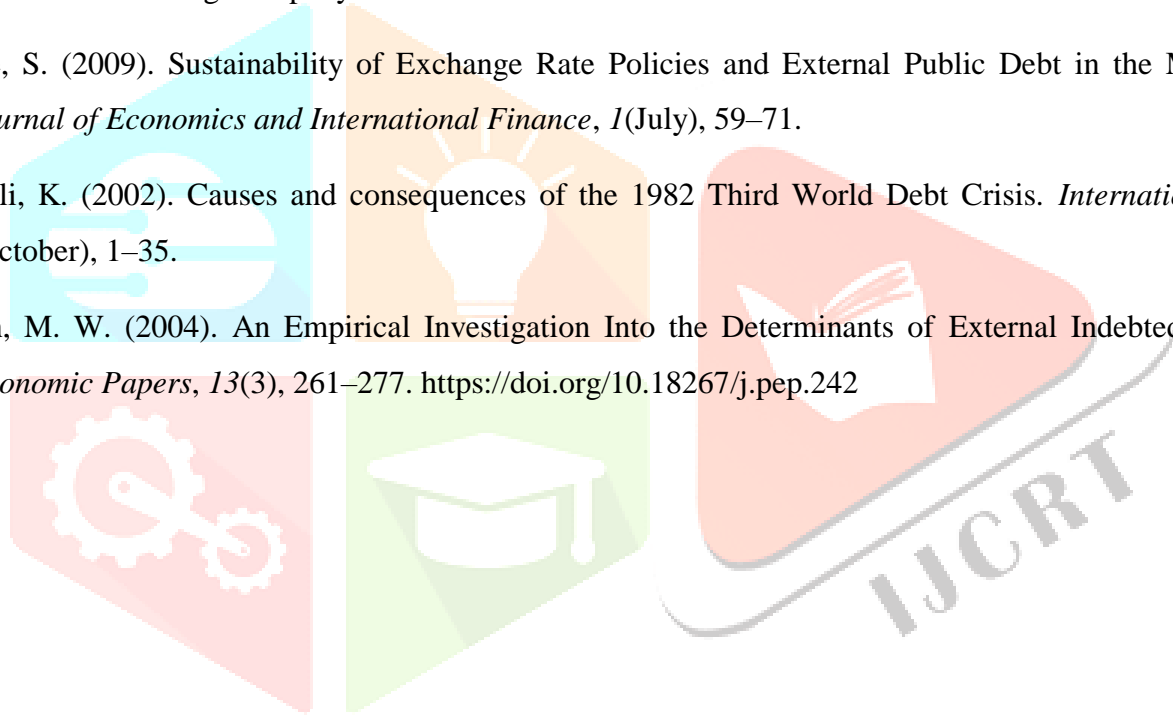 , S. (2009). Sustainability of Exchange Rate Policies and External Public Debt in the
urnal of Economics and International Finance, 1(July), 59–71.
li, K. (2002). Causes and consequences of the 1982 Third World Debt Crisis. Internatio
ctober), 1–35.
, M. W. (2004). An Empirical Investigation Into the Determinants of External Indebted
onomic Papers, 13(3), 261–277. https://doi.org/10.18267/j.pep.242
IJCRT